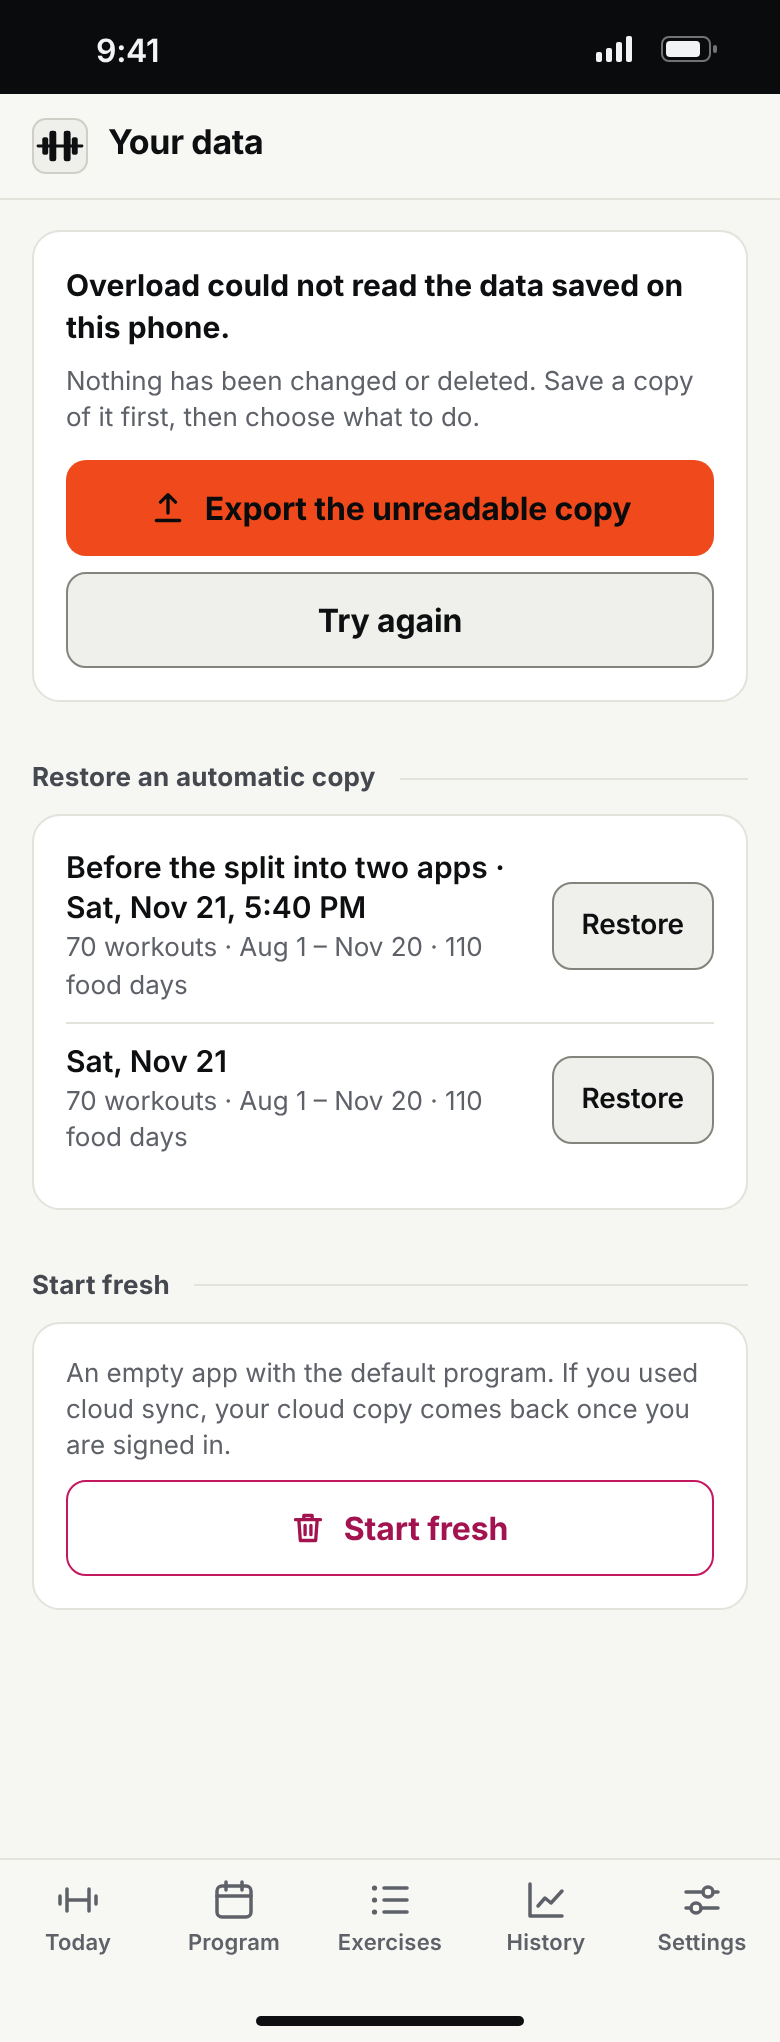 9:41
Your data
Overload could not read the data saved on
this phone.
Nothing has been changed or deleted. Save a copy
of it first, then choose what to do.
Export the unreadable copy
Try again
Restore an automatic copy
Before the split into two apps ·
Sat, Nov 21, 5:40 PM
70 workouts · Aug 1 – Nov 20 · 110
food days
Restore
Sat, Nov 21
70 workouts · Aug 1 – Nov 20 · 110
food days
Restore
Start fresh
An empty app with the default program. If you used
cloud sync, your cloud copy comes back once you
are signed in.
Start fresh
Today
Program
Exercises
History
Settings